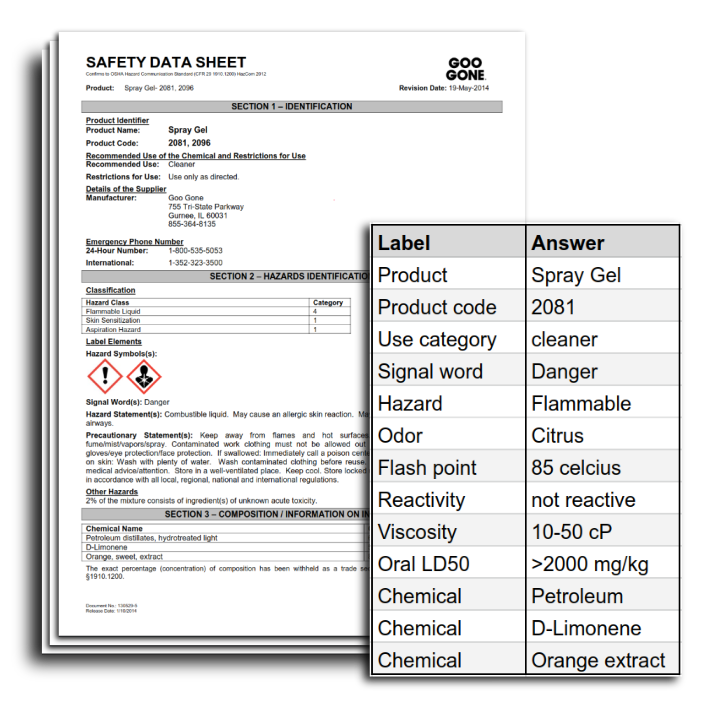 SAFETY DATA SHEET
Confirms to OSHA Hazard Communication Standard (CFR 29 1910.1200) HazCom 2012
GOO
GONE
Product: Spray Gel- 2081, 2096
Revision Date: 19-May-2014
SECTION 1 – IDENTIFICATION
Product Identifier
Product Name: Spray Gel
Product Code: 2081, 2096
Recommended Use of the Chemical and Restrictions for Use
Recommended Use: Cleaner
Restrictions for Use: Use only as directed.
Details of the Supplier
Manufacturer: Goo Gone
755 Tri-State Parkway
Gurnee, IL 60031
855-364-8135
Emergency Phone Number
24-Hour Number: 1-800-535-5053
International: 1-352-323-3500
SECTION 2 – HAZARDS IDENTIFICATIO
Classification
Hazard Class Category
Flammable Liquid 4
Skin Sensitization 1
Aspiration Hazard 1
Label Elements
Hazard Symbols(s):
Signal Word(s): Danger
Hazard Statement(s): Combustible liquid. May cause an allergic skin reaction. Ma
airways.
Precautionary Statement(s): Keep away from flames and hot surfaces
fume/mist/vapors/spray. Contaminated work clothing must not be allowed out
gloves/eye protection/face protection. If swallowed: Immediately call a poison cente
on skin: Wash with plenty of water. Wash contaminated clothing before reuse.
medical advice/attention. Store in a well-ventilated place. Keep cool. Store locked
in accordance with all local, regional, national and international regulations.
Other Hazards
2% of the mixture consists of ingredient(s) of unknown acute toxicity.
SECTION 3 – COMPOSITION / INFORMATION ON IN
Chemical Name
Petroleum distillates, hydrotreated light
D-Limonene
Orange, sweet, extract
The exact percentage (concentration) of composition has been withheld as a trade se
§1910.1200.
Document No.: 130529-5
Release Date: 1/18/2014
Label Answer
Product Spray Gel
Product code 2081
Use category cleaner
Signal word Danger
Hazard Flammable
Odor Citrus
Flash point 85 celcius
Reactivity not reactive
Viscosity 10-50 cP
Oral LD50 >2000 mg/kg
Chemical Petroleum
Chemical D-Limonene
Chemical Orange extract